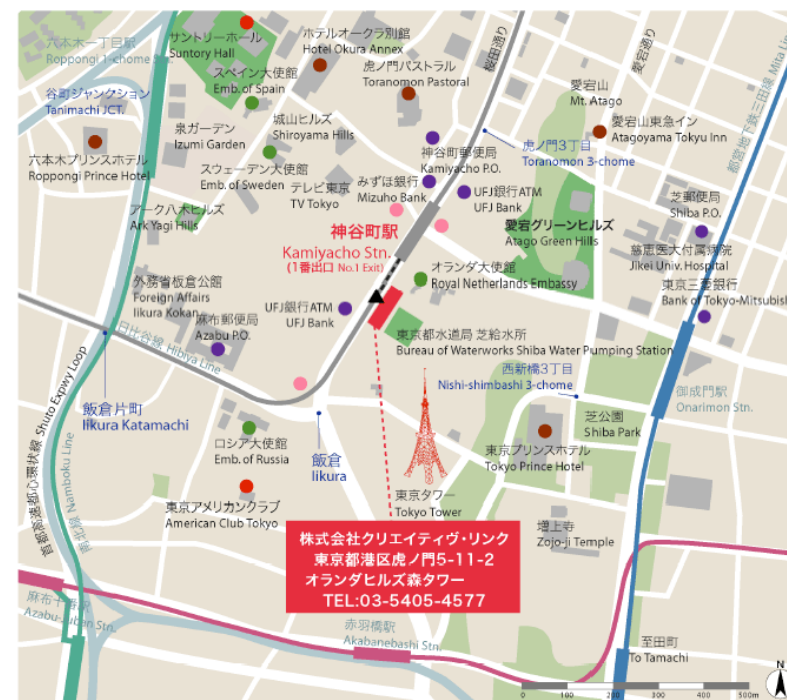 六本木一丁目駅
Roppongi 1-chome
サントリーホール
Suntory Hall
ホテルオークラ別館
Hotel Okura Annex
桜田通り
愛宕通り
都営地下鉄三田線 Mita Lin
スペイン大使館
Emb. of Spain
虎ノ門パストラル
Toranomon Pastoral
谷町ジャンクション
Tanimachi JCT.
愛宕山
Mt. Atago
愛宕山東急イン
Atagoyama Tokyu Inn
泉ガーデン
Izumi Garden
城山ヒルズ
Shiroyama Hills
六本木プリンスホテル
Roppongi Prince Hotel
神谷町郵便局
Kamiyacho P.O.
虎ノ門3丁目
Toranomon 3-chome
スウェーデン大使館
Emb. of Sweden
テレビ東京
TV Tokyo
みずほ銀行
Mizuho Bank
UFJ銀行ATM
UFJ Bank
芝郵便局
Shiba P.O.
アーク八木ヒルズ
Ark Yagi Hills
神谷町駅
Kamiyacho Stn.
(1番出口 No.1 Exit)
愛宕グリーンヒルズ
Atago Green Hills
慈恵医大付属病院
Jikei Univ. Hospital
オランダ大使館
Royal Netherlands Embassy
外務省板倉公館
Foreign Affairs
Iikura Kokan
東京三菱銀行
Bank of Tokyo-Mitsubish
UFJ銀行ATM
UFJ Bank
麻布郵便局
Azabu P.O.
日比谷線 Hibiya Line
東京都水道局 芝給水所
Bureau of Waterworks Shiba Water Pumping Station
西新橋3丁目
Nishi-shimbashi 3-chome
御成門駅
Onarimon Stn.
首都高速都心環状線 Shuto Expwy Loop
南北線 Namboku Line
飯倉片町
Iikura Katamachi
芝公園
Shiba Park
ロシア大使館
Emb. of Russia
飯倉
Iikura
東京プリンスホテル
Tokyo Prince Hotel
東京アメリカンクラブ
American Club Tokyo
東京タワー
Tokyo Tower
増上寺
Zojo-ji Temple
株式会社クリエイティヴ・リンク
東京都港区虎ノ門5-11-2
オランダヒルズ森タワー
TEL:03-5405-4577
麻布十番駅
Azabu-Juban Stn.
赤羽橋駅
Akabanebashi Stn.
至田町
To Tamachi
N
0 100 200 300 400 500m